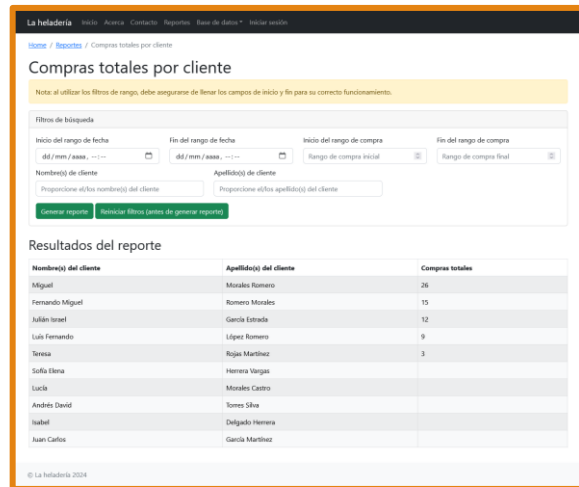 La heladería Inicio Acerca Contacto Reportes Base de datos Iniciar sesión
Home / Reportes / Compras totales por cliente
Compras totales por cliente
Nota: al utilizar los filtros de rango, debe asegurarse de llenar los campos de inicio y fin para su correcto funcionamiento.
Filtros de búsqueda
Inicio del rango de fecha Fin del rango de fecha Inicio del rango de compra Fin del rango de compra
dd/mm/aaaa, --:-- dd/mm/aaaa, --:-- Rango de compra inicial Rango de compra final
Nombre(s) de cliente Apellido(s) de cliente
Proporcione el/los nombre(s) del cliente Proporcione el/los apellido(s) del cliente
Generar reporte Reiniciar filtros (antes de generar reporte)
Resultados del reporte
Nombre(s) del cliente Apellido(s) del cliente Compras totales
Miguel Morales Romero 26
Fernando Miguel Romero Morales 15
Julián Israel García Estrada 12
Luis Fernando López Romero 9
Teresa Rojas Martínez 3
Sofía Elena Herrera Vargas
Lucía Morales Castro
Andrés David Torres Silva
Isabel Delgado Herrera
Juan Carlos García Martínez
© La heladería 2024